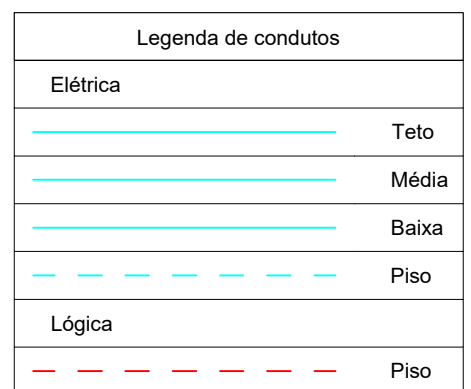 Legenda de condutos
Elétrica
Teto
Média
Baixa
Piso
Lógica
Piso